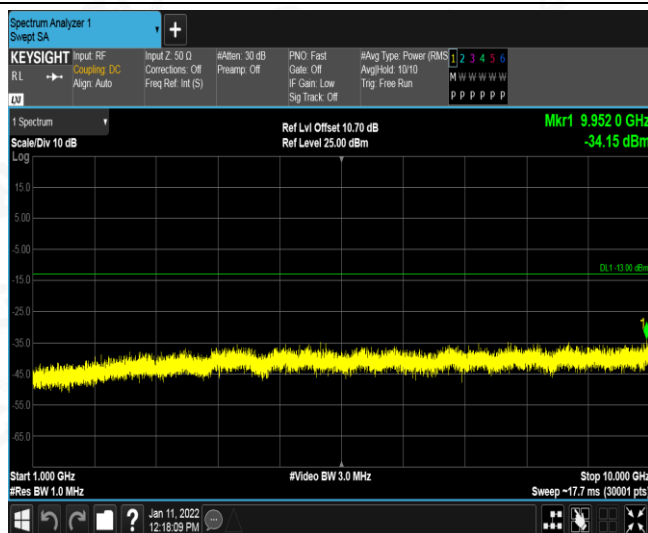 Spectrum Analyzer 1
Swept SA
+
KEYSIGHT
RL
Input: RF
Coupling: DC
Align: Auto
Input Z: 50 Ω
Corrections: Off
Freq Ref: Int (S)
#Atten: 30 dB
Preamp: Off
PNO: Fast
Gate: Off
IF Gain: Low
Sig Track: Off
#Avg Type: Power (RMS
Avg|Hold: 10/10
Trig: Free Run
1 2 3 4 5 6
M W W W W W
P P P P P P
1 Spectrum
Scale/Div 10 dB
Ref Lvl Offset 10.70 dB
Ref Level 25.00 dBm
Mkr1 9.952 0 GHz
-34.15 dBm
Log
15.0
5.00
-5.00
-15.0
-25.0
-35.0
-45.0
-55.0
-65.0
DL1 -13.00 dBm
1
Start 1.000 GHz
#Res BW 1.0 MHz
#Video BW 3.0 MHz
Stop 10.000 GHz
Sweep ~17.7 ms (30001 pts)
?
Jan 11, 2022
12:18:09 PM